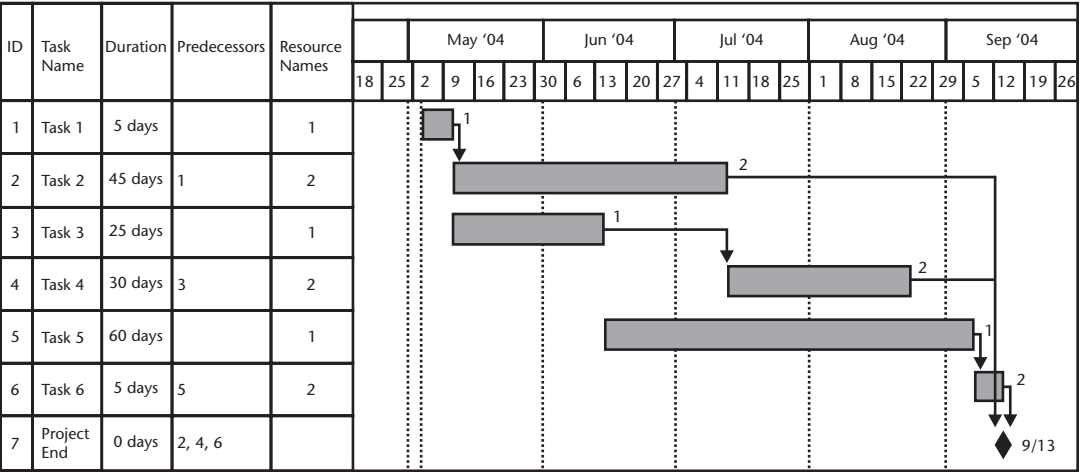 ID Task Name Duration Predecessors Resource Names
May ‘04 Jun ‘04 Jul ‘04 Aug ‘04 Sep ‘04
18 25 2 9 16 23 30 6 13 20 27 4 11 18 25 1 8 15 22 29 5 12 19 26
1 Task 1 5 days 1 1
2 Task 2 45 days 1 2 2
3 Task 3 25 days 1 1
4 Task 4 30 days 3 2 2
5 Task 5 60 days 1 1
6 Task 6 5 days 5 2 2
7 Project End 0 days 2, 4, 6 9/13